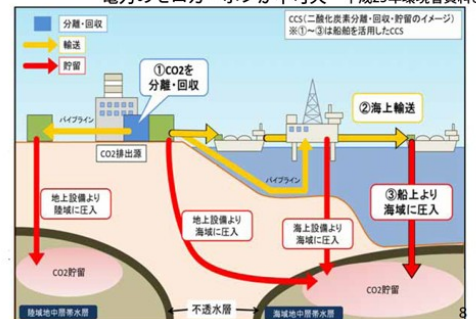 分離・回収
輸送
貯留
CCS(二酸化炭素分離・回収・貯留のイメージ)
※①~③は船舶を活用したCCS
①CO2を
分離・回収
②海上輸送
パイプライン
CO2排出源
パイプライン
地上設備より
陸域に圧入
地上設備より
海域に圧入
海上設備より
海域に圧入
③船上より
海域に圧入
CO2貯留
CO2貯留
陸域地中層帯水層
不透水層
海域地中層帯水層
8